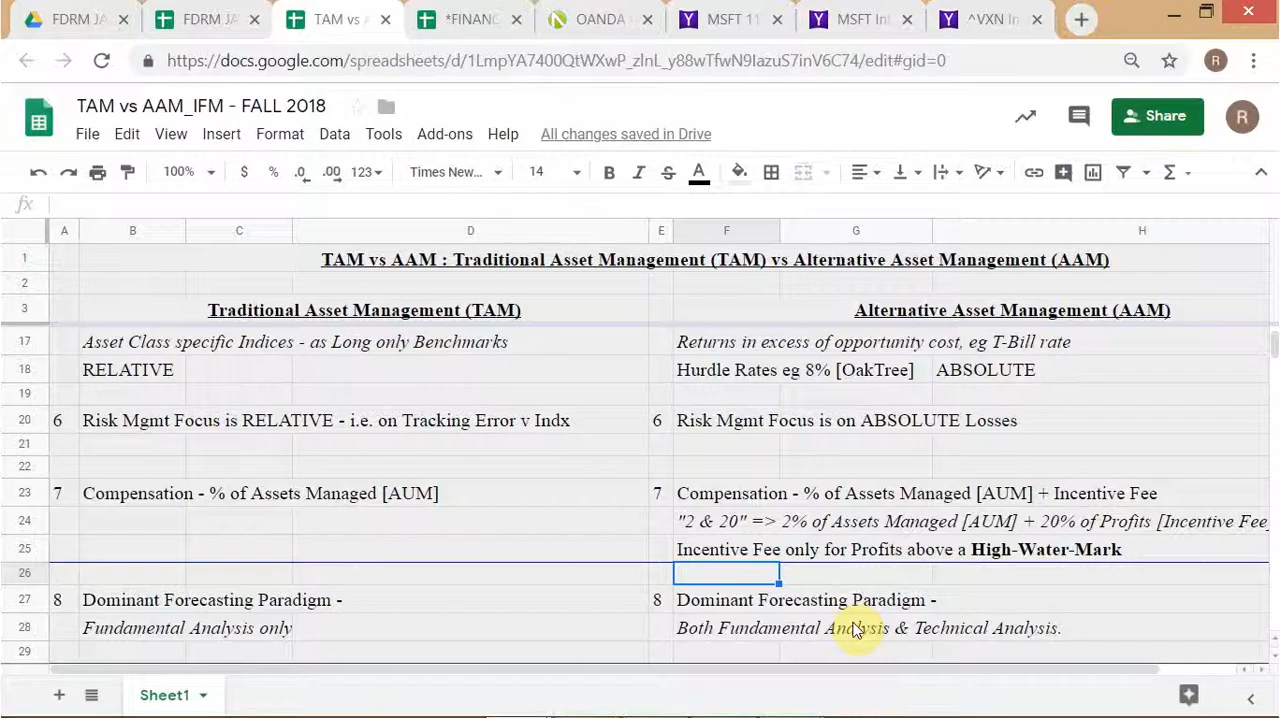 FDRM JA
FDRM JA
TAM vs A
*FINANC
OANDA
MSFT 11
MSFT Int
^VXN In
https://docs.google.com/spreadsheets/d/1LmpYA7400QtWXwP_zlnL_y88wTfwN9IazuS7inV6C74/edit#gid=0
R
TAM vs AAM_IFM - FALL 2018
File Edit View Insert Format Data Tools Add-ons Help All changes saved in Drive
Share
R
100% $ % .0 .00 123 Times New... 14 B I S A Σ
fx
A B C D E F G H
1 TAM vs AAM : Traditional Asset Management (TAM) vs Alternative Asset Management (AAM)
2
3 Traditional Asset Management (TAM) Alternative Asset Management (AAM)
17 Asset Class specific Indices - as Long only Benchmarks Returns in excess of opportunity cost, eg T-Bill rate
18 RELATIVE Hurdle Rates eg 8% [OakTree] ABSOLUTE
19
20 6 Risk Mgmt Focus is RELATIVE - i.e. on Tracking Error v Indx 6 Risk Mgmt Focus is on ABSOLUTE Losses
21
22
23 7 Compensation - % of Assets Managed [AUM] 7 Compensation - % of Assets Managed [AUM] + Incentive Fee
24 "2 & 20" => 2% of Assets Managed [AUM] + 20% of Profits [Incentive Fee
25 Incentive Fee only for Profits above a High-Water-Mark
26
27 8 Dominant Forecasting Paradigm - 8 Dominant Forecasting Paradigm -
28 Fundamental Analysis only Both Fundamental Analysis & Technical Analysis.
29
Sheet1